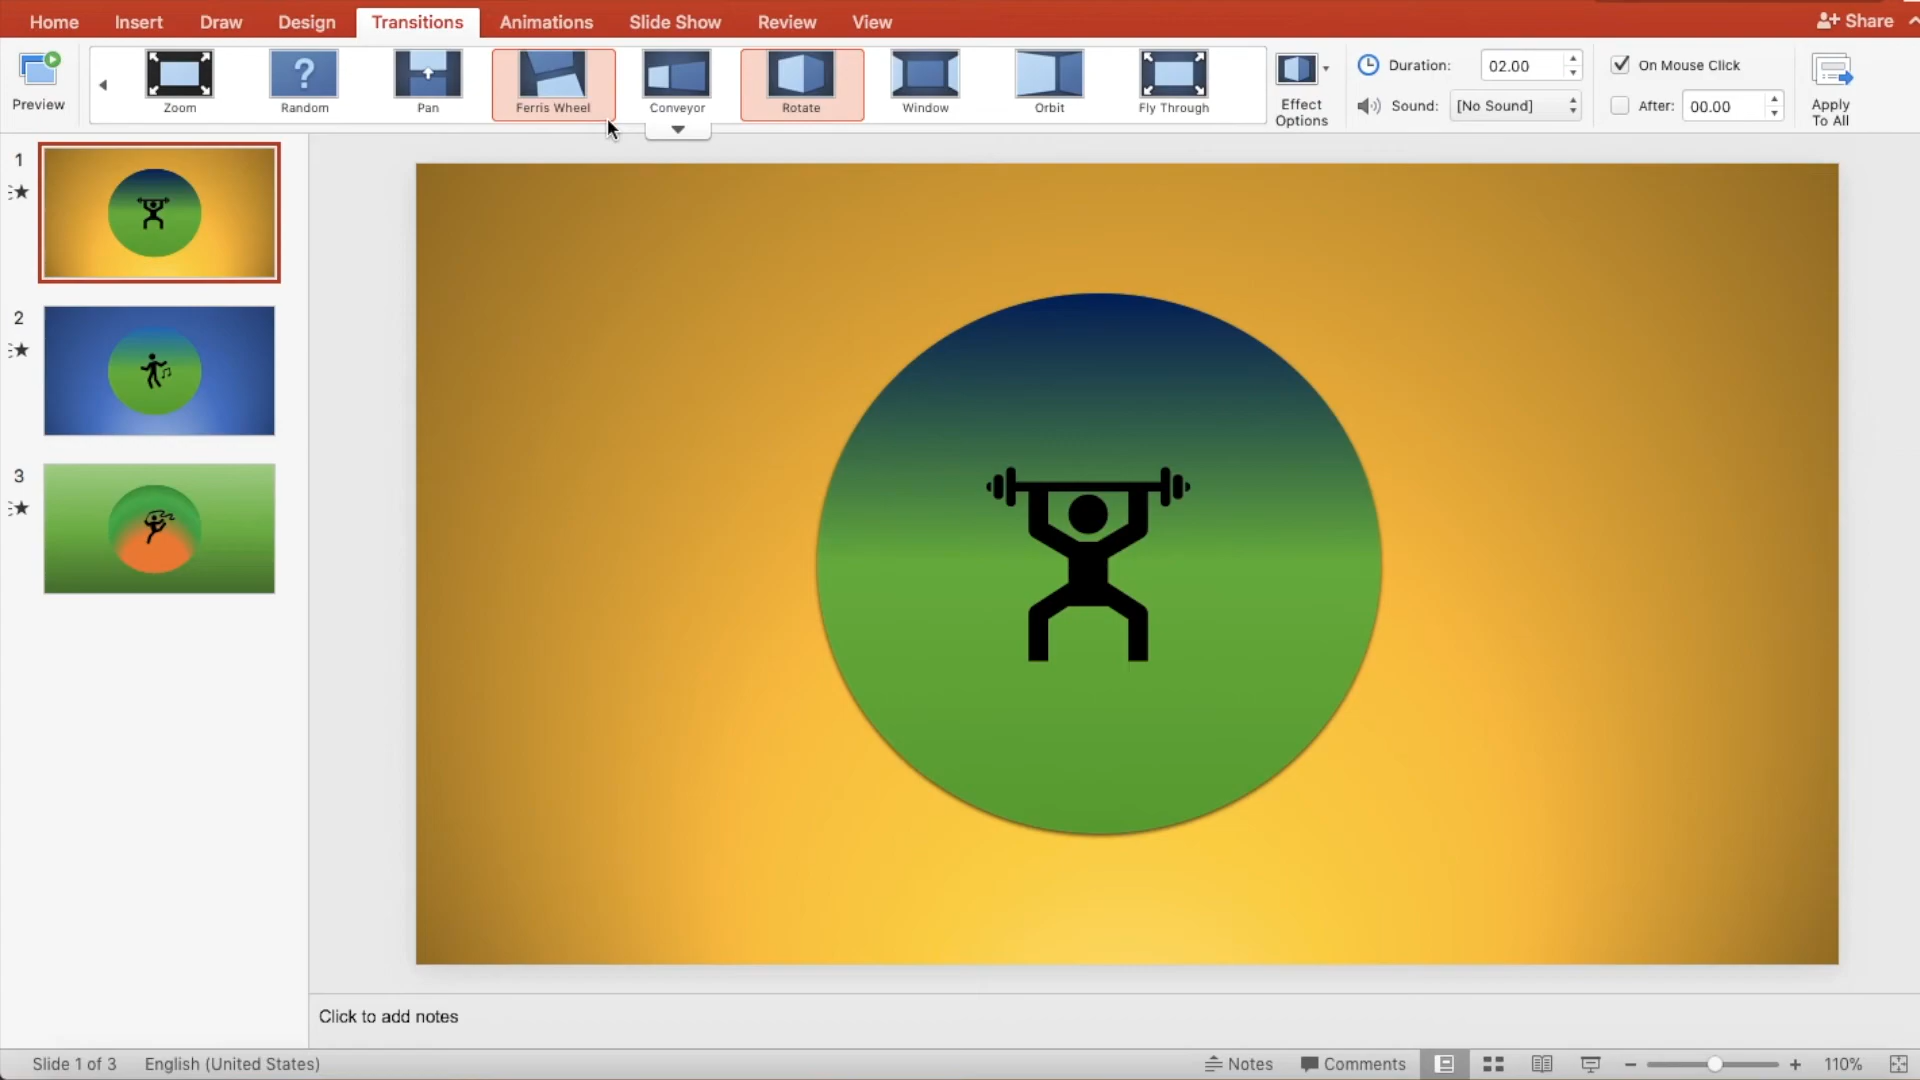 Home Insert Draw Design Transitions Animations Slide Show Review View Share
Preview
Zoom
?
Random
Pan
Ferris Wheel
Conveyor
Rotate
Window
Orbit
Fly Through
Effect
Options
Duration: 02.00
Sound: [No Sound]
On Mouse Click
After: 00.00
Apply
To All
1
2
3
Click to add notes
Slide 1 of 3 English (United States) Notes Comments 110%